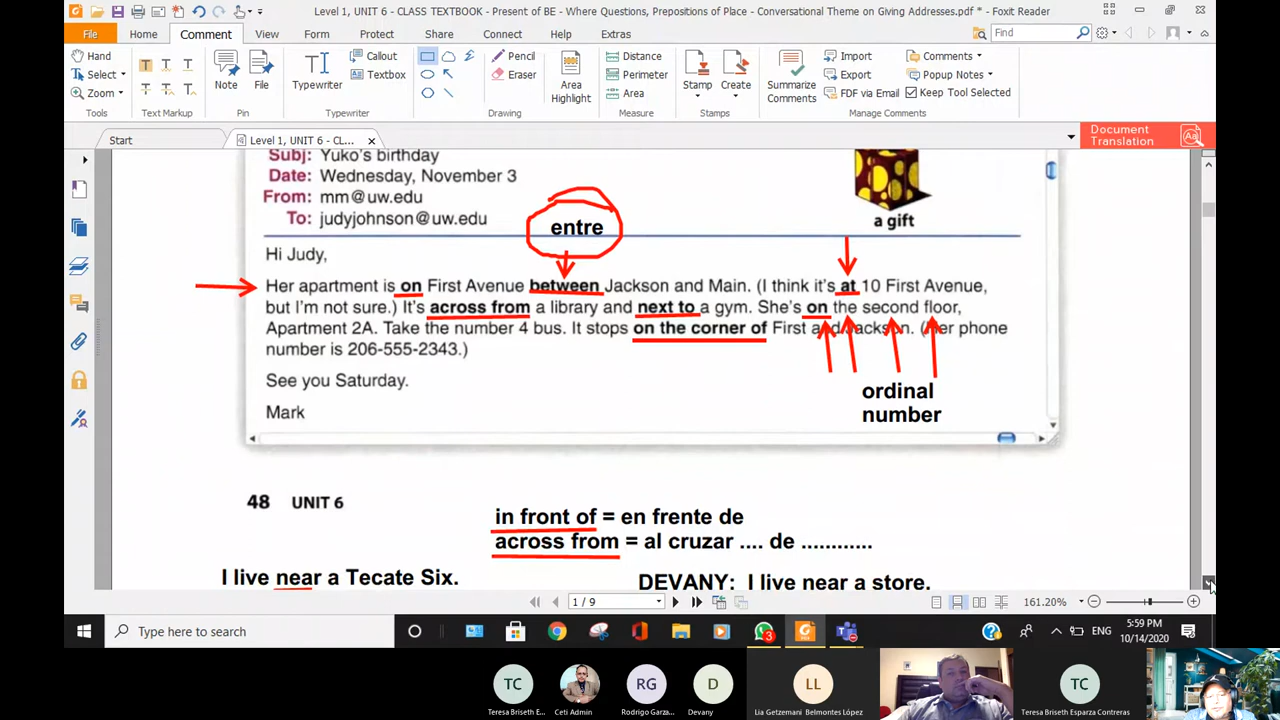 Level 1, UNIT 6 - CLASS TEXTBOOK - Present of BE - Where Questions, Prepositions of Place - Conversational Theme on Giving Addresses.pdf * - Foxit Reader
File Home Comment View Form Protect Share Connect Help Extras Find
Hand
Select
Zoom
Tools
Text Markup
Note
File
Pin
Typewriter
Callout
Textbox
Typewriter
Pencil
Eraser
Drawing
Area
Highlight
Distance
Perimeter
Area
Measure
Stamp
Create
Stamps
Summarize
Comments
Import
Export
FDF via Email
Comments
Popup Notes
Keep Tool Selected
Manage Comments
Start
Level 1, UNIT 6 - CL...
Document
Translation
Subj: Yuko's birthday
Date: Wednesday, November 3
From: mm@uw.edu
To: judyjohnson@uw.edu
a gift
entre
Hi Judy,
Her apartment is on First Avenue between Jackson and Main. (I think it's at 10 First Avenue,
but I'm not sure.) It's across from a library and next to a gym. She's on the second floor,
Apartment 2A. Take the number 4 bus. It stops on the corner of First and Jackson. (Her phone
number is 206-555-2343.)
See you Saturday.
Mark
ordinal
number
48 UNIT 6
in front of = en frente de
across from = al cruzar .... de ............
I live near a Tecate Six.
DEVANY: I live near a store.
1 / 9
161.20%
Type here to search
3
ENG
5:59 PM
10/14/2020
TC
Teresa Briseth E...
Ceti Admin
RG
Rodrigo Garza...
D
Devany
LL
Lia Getzemani Belmontes López
TC
Teresa Briseth Esparza Contreras